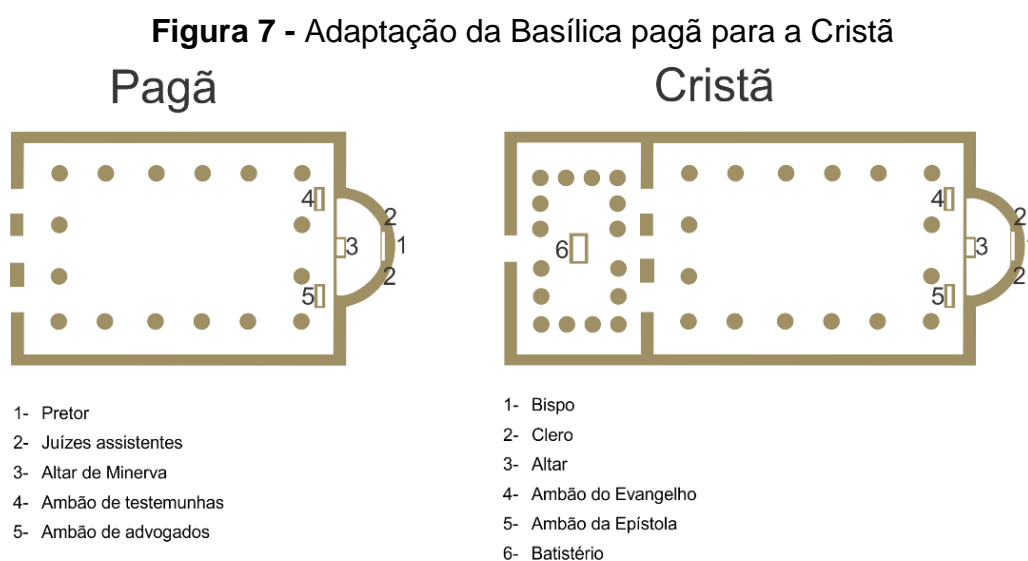 Figura 7 - Adaptação da Basílica pagã para a Cristã
Pagã
4
2
3
1
5
2
1- Pretor
2- Juízes assistentes
3- Altar de Minerva
4- Ambão de testemunhas
5- Ambão de advogados
Cristã
4
2
6
3
5
2
1- Bispo
2- Clero
3- Altar
4- Ambão do Evangelho
5- Ambão da Epístola
6- Batistério